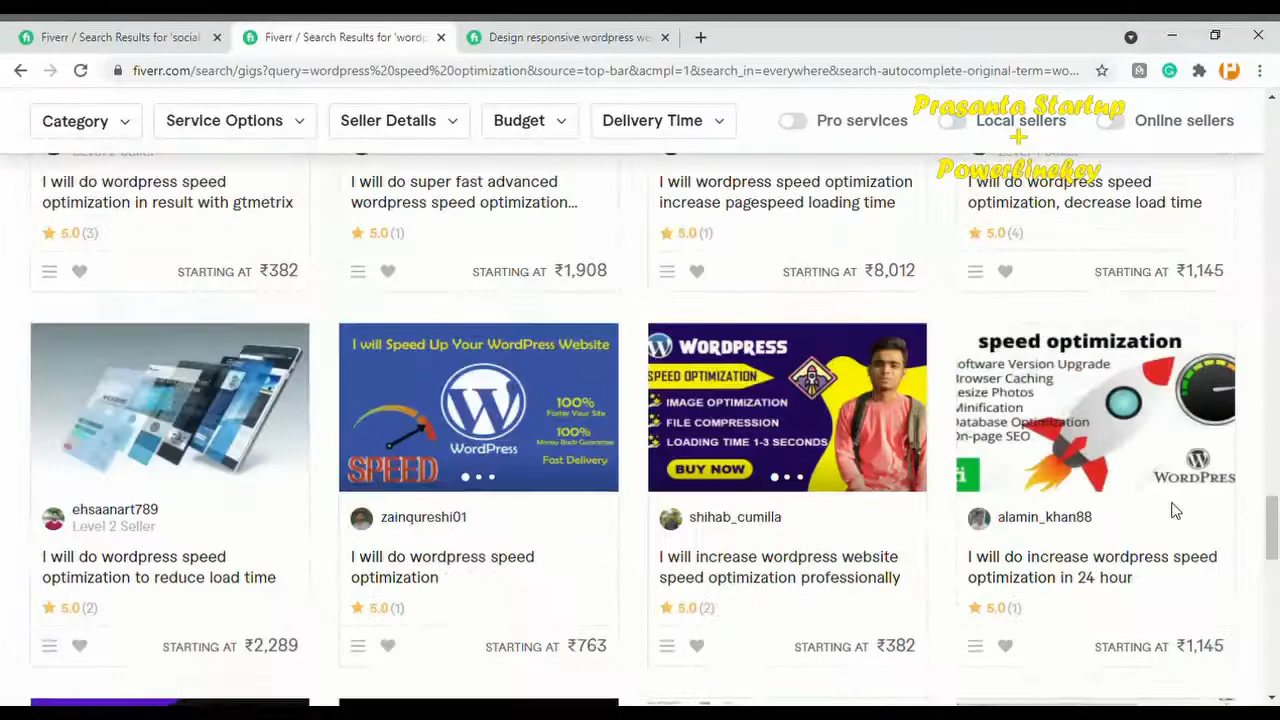 Fiverr / Search Results for 'social
Fiverr / Search Results for 'wordp
Design responsive wordpress we
fiverr.com/search/gigs?query=wordpress%20speed%20optimization&source=top-bar&acmpl=1&search_in=everywhere&search-autocomplete-original-term=wo...
Category
Service Options
Seller Details
Budget
Delivery Time
Pro services
Local sellers
Online sellers
Prasanta Startup
+
Powerlinekey
I will do wordpress speed
optimization in result with gtmetrix
5.0 (3)
STARTING AT ₹382
I will do super fast advanced
wordpress speed optimization...
5.0 (1)
STARTING AT ₹1,908
I will wordpress speed optimization
increase pagespeed loading time
5.0 (1)
STARTING AT ₹8,012
I will do wordpress speed
optimization, decrease load time
5.0 (4)
STARTING AT ₹1,145
ehsaanart789
Level 2 Seller
I will do wordpress speed
optimization to reduce load time
5.0 (2)
STARTING AT ₹2,289
I will Speed Up Your WordPress Website
100%
Faster Your Site
100%
Money Back Guarantee
Fast Delivery
WordPress
SPEED
zainqureshi01
I will do wordpress speed
optimization
5.0 (1)
STARTING AT ₹763
WORDPRESS
SPEED OPTIMIZATION
IMAGE OPTIMIZATION
FILE COMPRESSION
LOADING TIME 1-3 SECONDS
BUY NOW
shihab_cumilla
I will increase wordpress website
speed optimization professionally
5.0 (2)
STARTING AT ₹382
speed optimization
oftware Version Upgrade
rowser Caching
esize Photos
Minification
Database Optimization
On-page SEO
fi
WORDPRES
alamin_khan88
I will do increase wordpress speed
optimization in 24 hour
5.0 (1)
STARTING AT ₹1,145